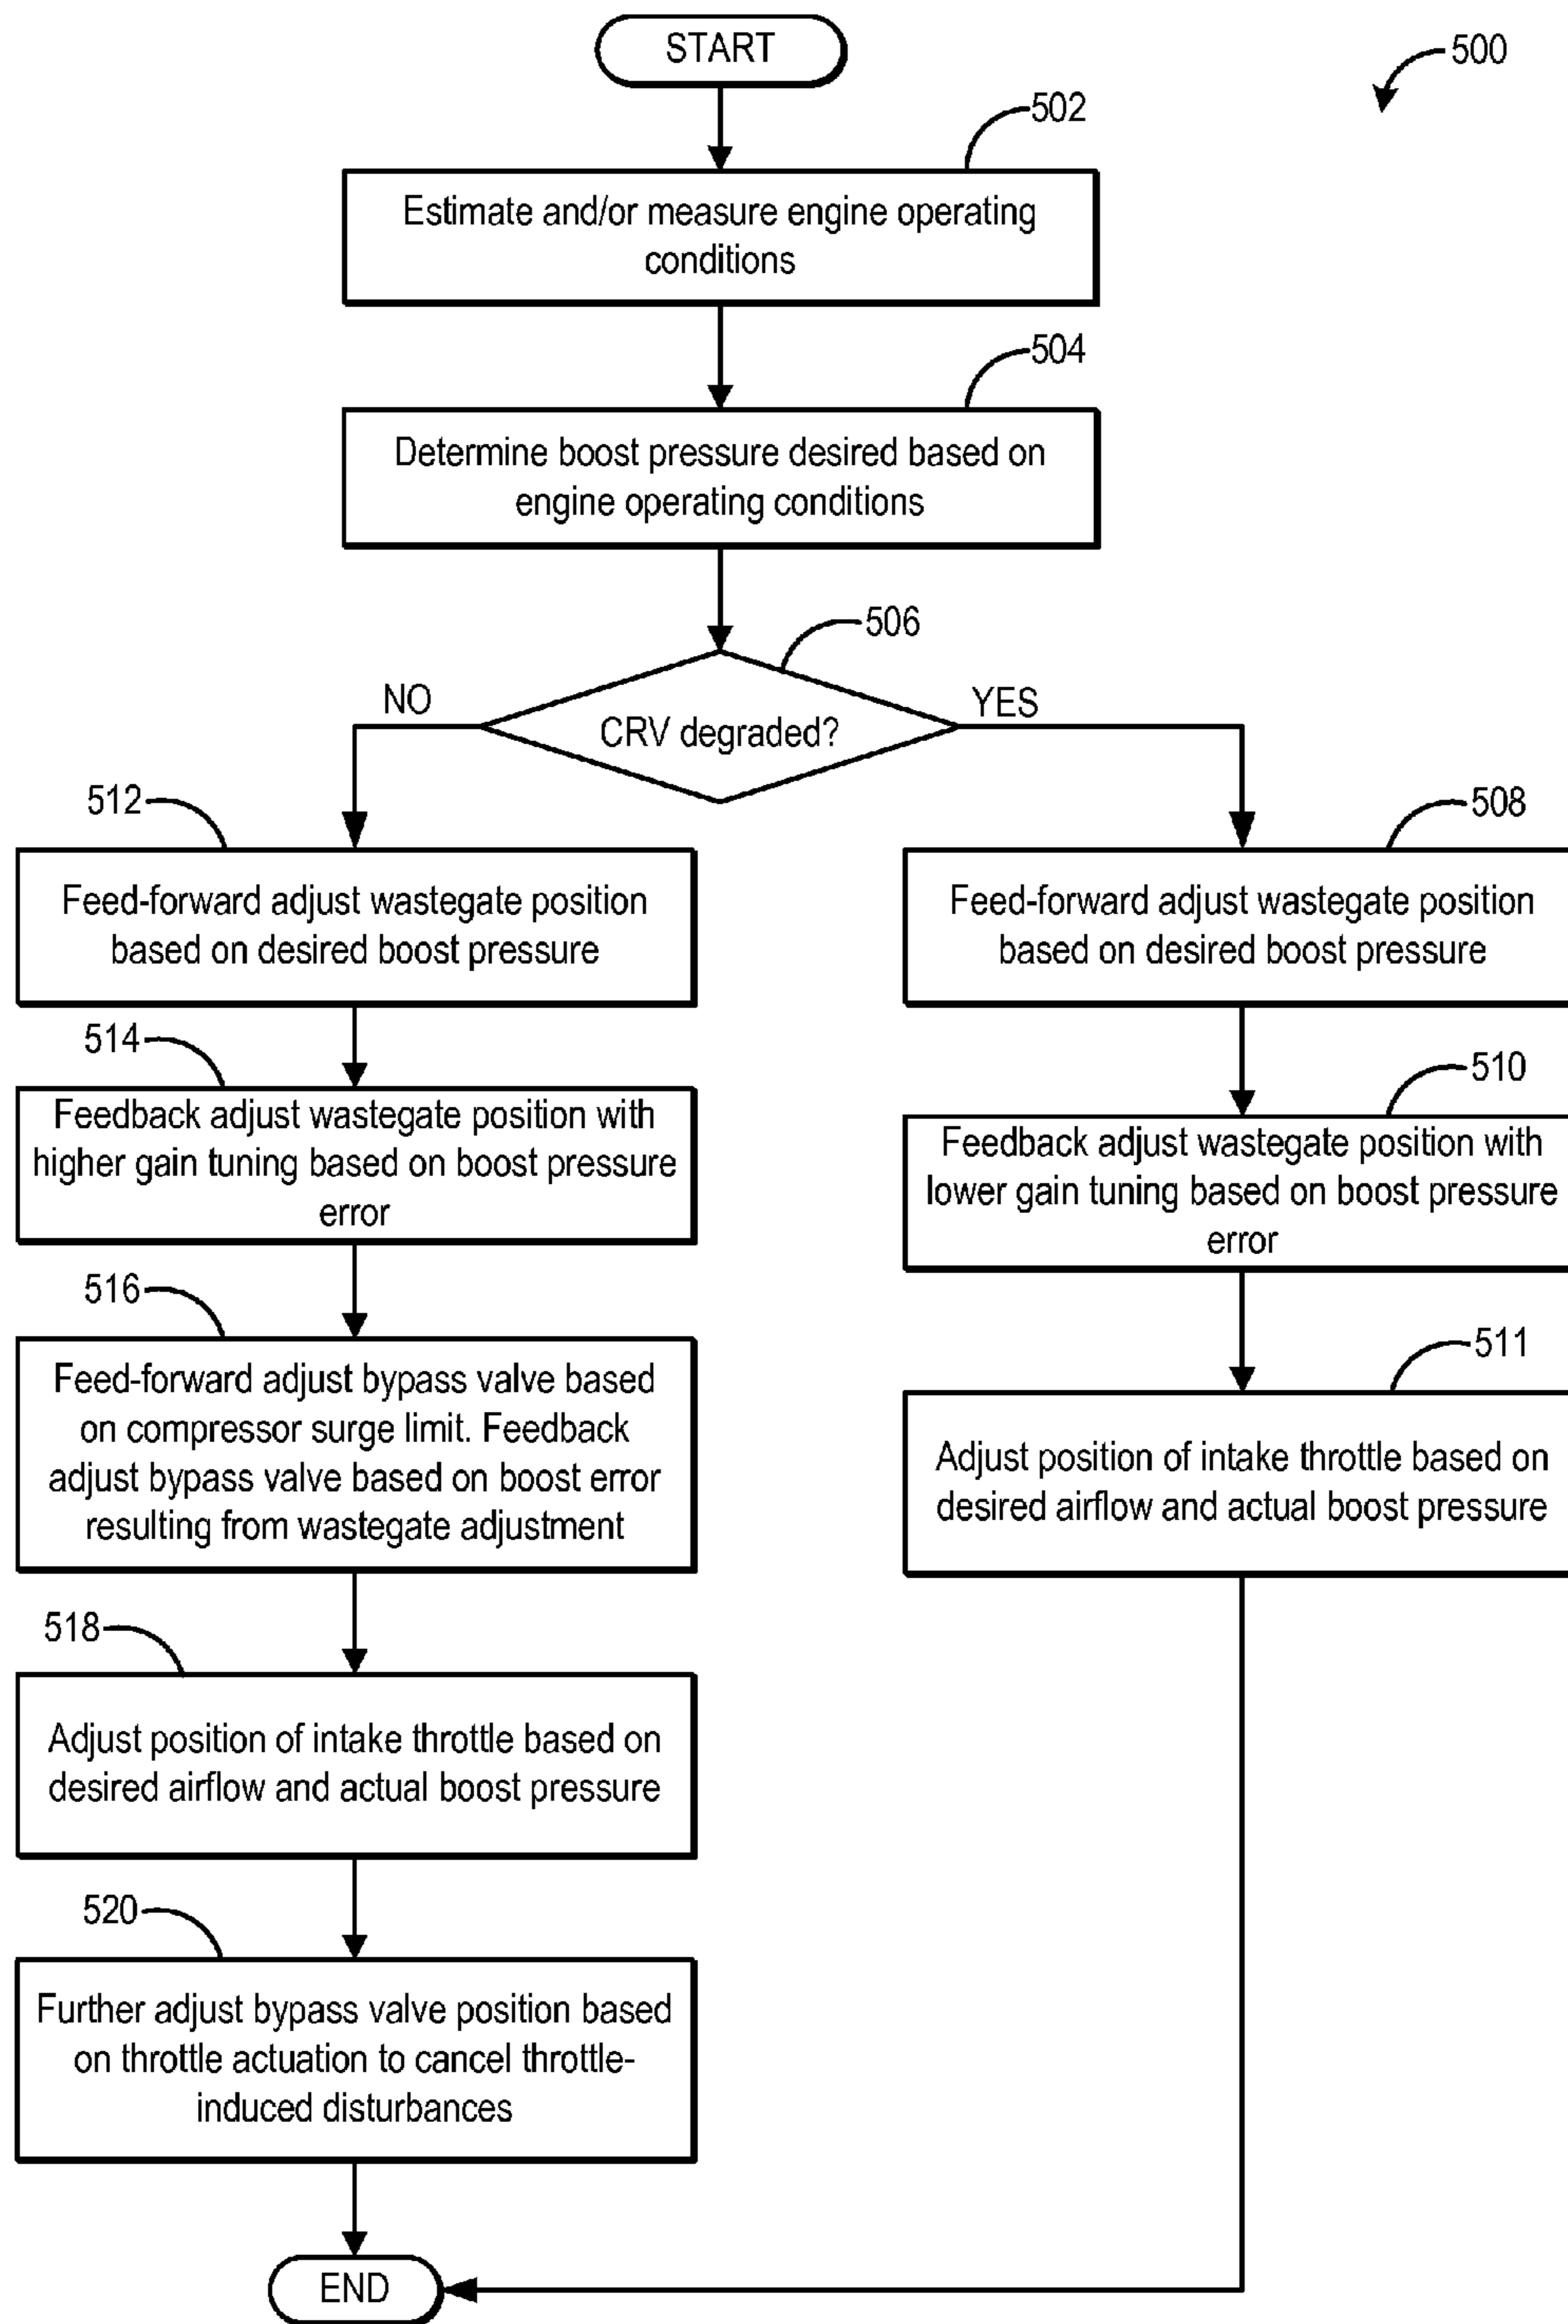 START
500
502
Estimate and/or measure engine operating
conditions
504
Determine boost pressure desired based on
engine operating conditions
506
NO
YES
CRV degraded?
512
Feed-forward adjust wastegate position
based on desired boost pressure
508
Feed-forward adjust wastegate position
based on desired boost pressure
514
Feedback adjust wastegate position with
higher gain tuning based on boost pressure
error
510
Feedback adjust wastegate position with
lower gain tuning based on boost pressure
error
516
Feed-forward adjust bypass valve based
on compressor surge limit. Feedback
adjust bypass valve based on boost error
resulting from wastegate adjustment
511
Adjust position of intake throttle based on
desired airflow and actual boost pressure
518
Adjust position of intake throttle based on
desired airflow and actual boost pressure
520
Further adjust bypass valve position based
on throttle actuation to cancel throttle-
induced disturbances
END